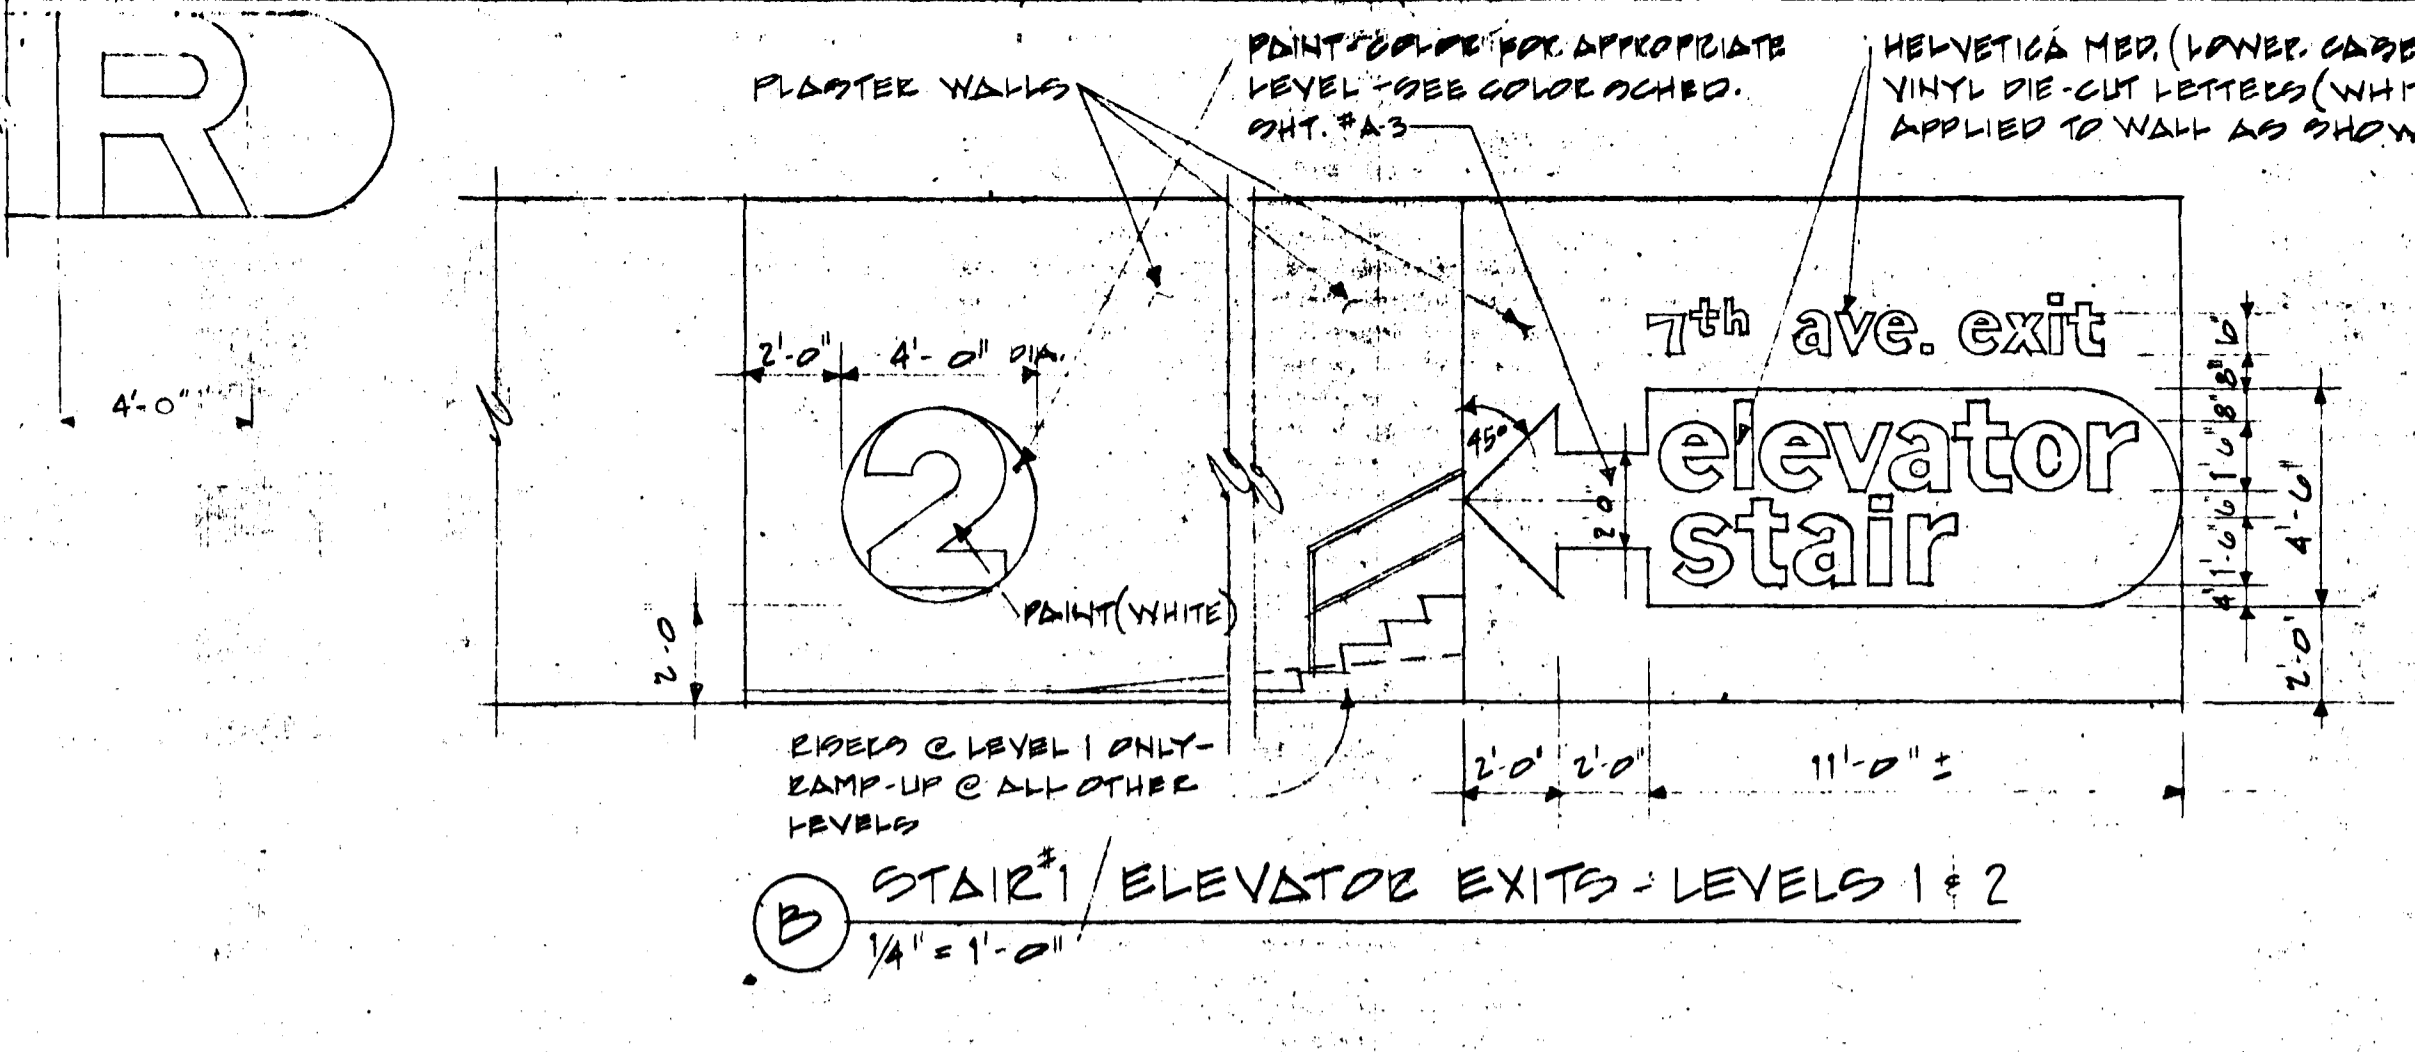 R
4'-0"
PLASTER WALLS
PAINT-COLOR FOR APPROPRIATE
LEVEL-SEE COLOR SCHED.
SHT. #A-3
HELVETICA MED. (LOWER CASE
VINYL DIE-CUT LETTERS (WHI
APPLIED TO WALL AS SHOW
2'-0"
4'-0" DIA.
2
PAINT (WHITE)
2'-0
45°
2'0"
7th ave. exit
elevator
stair
6"
8"
8"
1'6"
6"
1'-6"
4"
4'-6"
2'-0"
RISERS @ LEVEL 1 ONLY-
RAMP-UP @ ALL OTHER
LEVELS
2'-0"
2'-0"
11'-0" ±
B
STAIR #1 / ELEVATOR EXITS - LEVELS 1 & 2
1/4" = 1'-0"